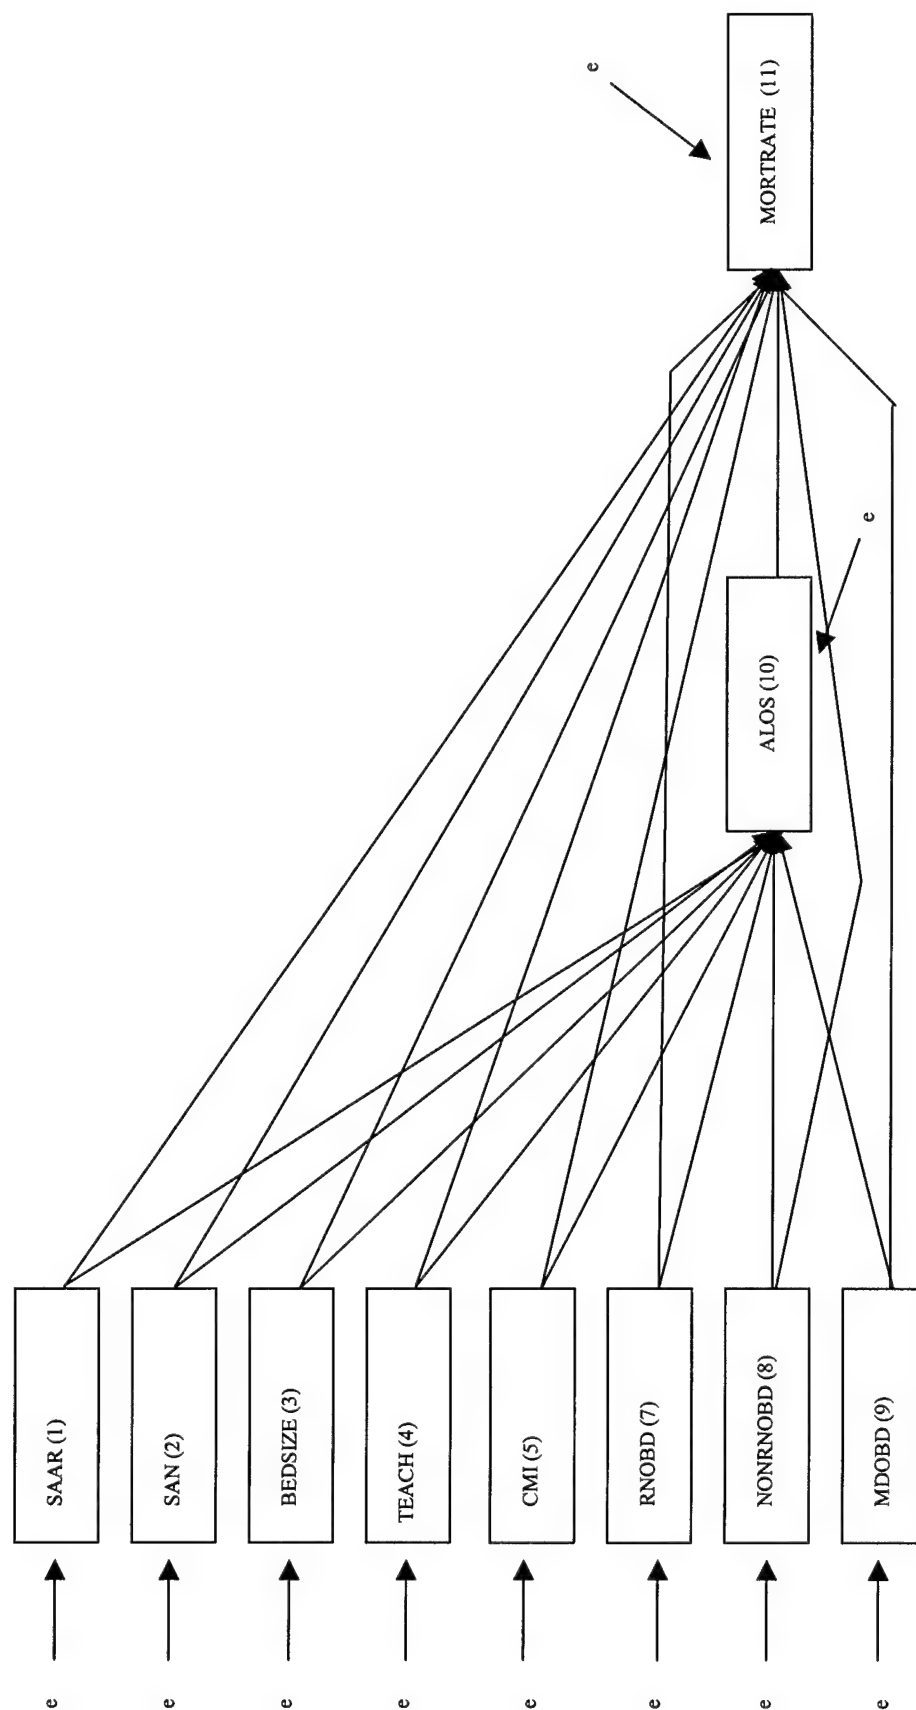 e
SAAR (1)
e
SAN (2)
e
BEDSIZE (3)
e
TEACH (4)
e
CMI (5)
e
RNOBD (7)
e
NONRNOBD (8)
e
MDOBD (9)
ALOS (10)
e
MORTRATE (11)
e